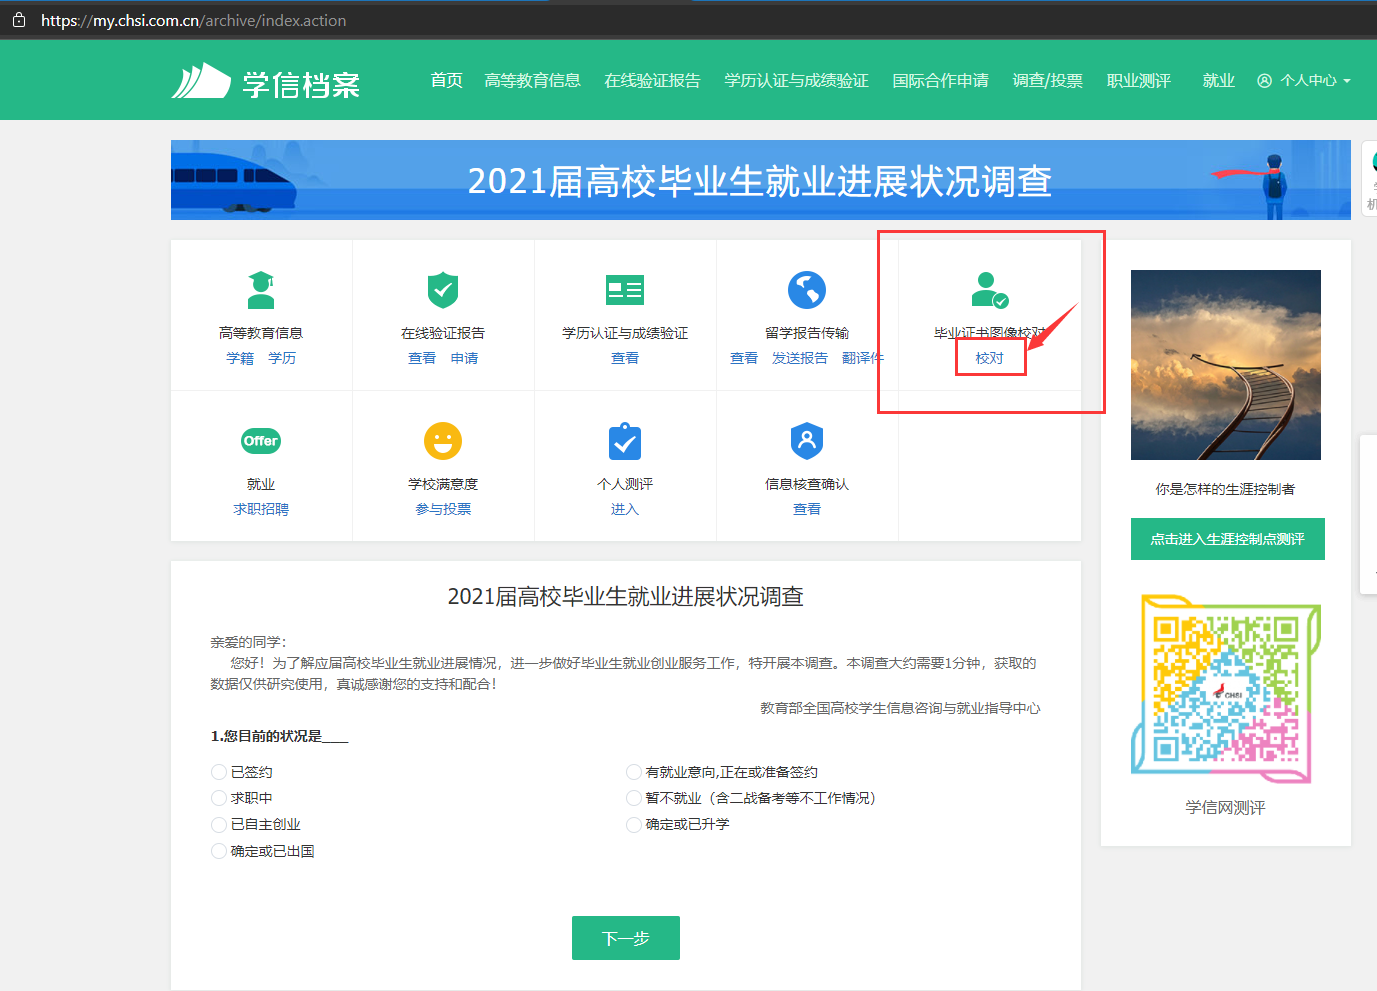 https://my.chsi.com.cn/archive/index.action
学信档案
首页 高等教育信息 在线验证报告 学历认证与成绩验证 国际合作申请 调查/投票 职业测评 就业 个人中心
2021届高校毕业生就业进展状况调查
高等教育信息
学籍 学历
在线验证报告
查看 申请
学历认证与成绩验证
查看
留学报告传输
查看 发送报告 翻译件
毕业证书图像校对
校对
Offer
就业
求职招聘
学校满意度
参与投票
个人测评
进入
信息核查确认
查看
你是怎样的生涯控制者
点击进入生涯控制点测评
CHSI
学信网测评
2021届高校毕业生就业进展状况调查
亲爱的同学：
您好！为了解应届高校毕业生就业进展情况，进一步做好毕业生就业创业服务工作，特开展本调查。本调查大约需要1分钟，获取的
数据仅供研究使用，真诚感谢您的支持和配合！
教育部全国高校学生信息咨询与就业指导中心
1.您目前的状况是____
已签约
有就业意向,正在或准备签约
求职中
暂不就业（含二战备考等不工作情况）
已自主创业
确定或已升学
确定或已出国
下一步